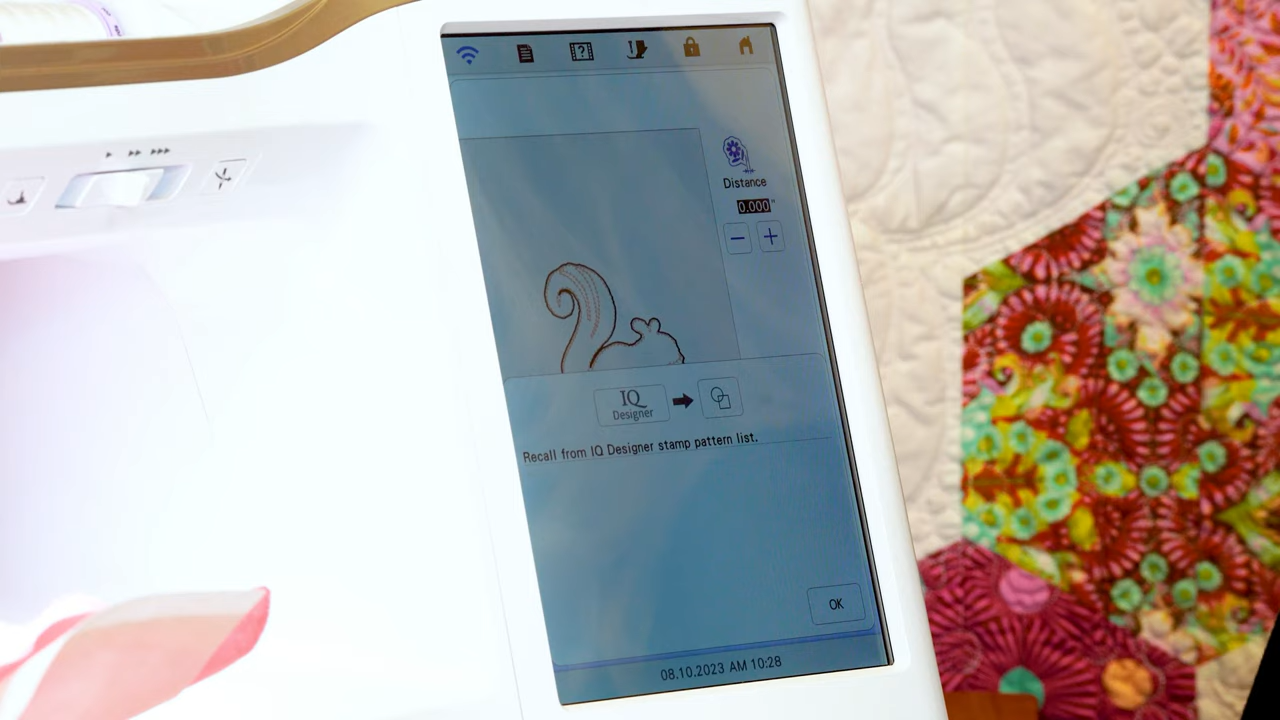 Distance
0.000"
IQ
Designer
Recall from IQ Designer stamp pattern list.
OK
08.10.2023 AM 10:28